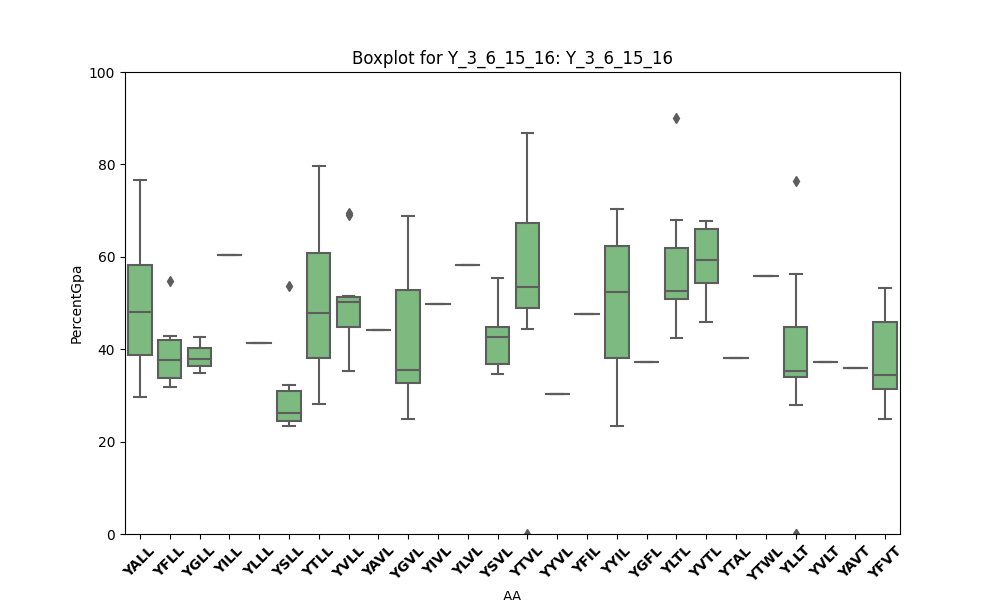 Boxplot for Y_3_6_15_16: Y_3_6_15_16
100
80
60
40
20
0
PercentGpa
YALL YFLL YGLL YILL YLLL YSLL YTLL YVLL YAVL YGVL YIVL YLVL YSVL YTVL YYVL YFIL YYIL YGFL YLTL YVTL YTAL YTWL YLLT YVLT YAVT YFVT
AA